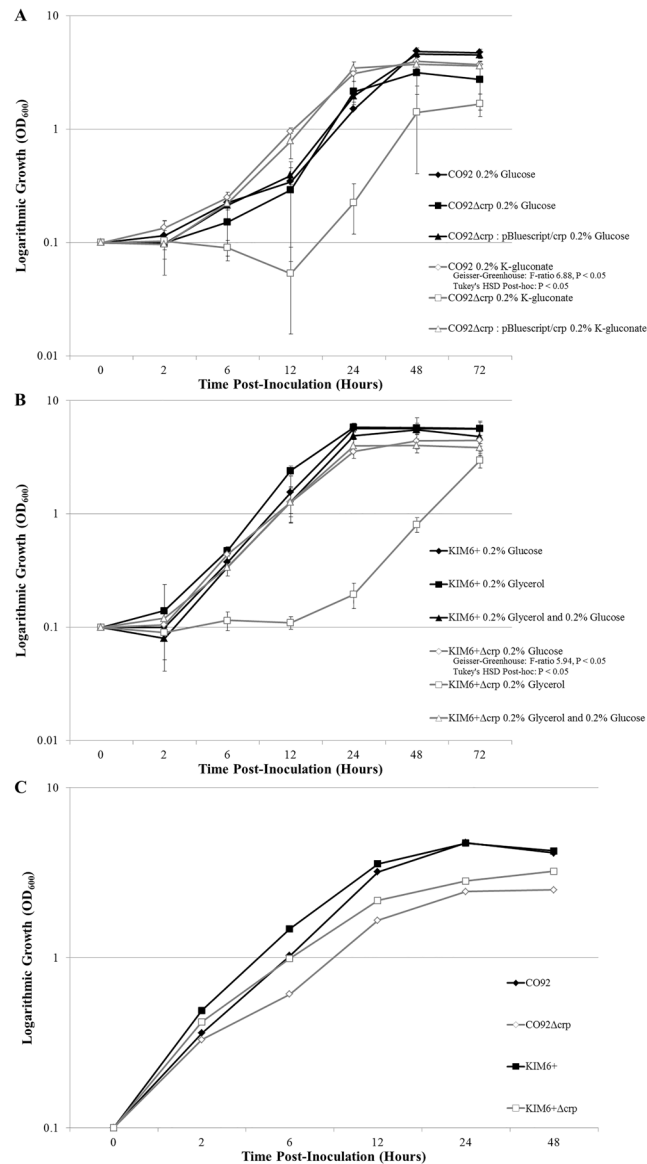 A
10
1
0.1
0.01
Logarithmic Growth (OD600)
CO92 0.2% Glucose
CO92Δcrp 0.2% Glucose
CO92Δcrp : pBluescript/crp 0.2% Glucose
CO92 0.2% K-gluconate
Geisser-Greenhouse: F-ratio 6.88, P < 0.05
Tukey's HSD Post-hoc: P < 0.05
CO92Δcrp 0.2% K-gluconate
CO92Δcrp : pBluescript/crp 0.2% K-gluconate
0 2 6 12 24 48 72
Time Post-Inoculation (Hours)
B
10
1
0.1
0.01
Logarithmic Growth (OD600)
KIM6+ 0.2% Glucose
KIM6+ 0.2% Glycerol
KIM6+ 0.2% Glycerol and 0.2% Glucose
KIM6+Δcrp 0.2% Glucose
Geisser-Greenhouse: F-ratio 5.94, P < 0.05
Tukey's HSD Post-hoc: P < 0.05
KIM6+Δcrp 0.2% Glycerol
KIM6+Δcrp 0.2% Glycerol and 0.2% Glucose
0 2 6 12 24 48 72
Time Post-Inoculation (Hours)
C
10
1
0.1
Logarithmic Growth (OD600)
CO92
CO92Δcrp
KIM6+
KIM6+Δcrp
0 2 6 12 24 48
Time Post-Inoculation (Hours)